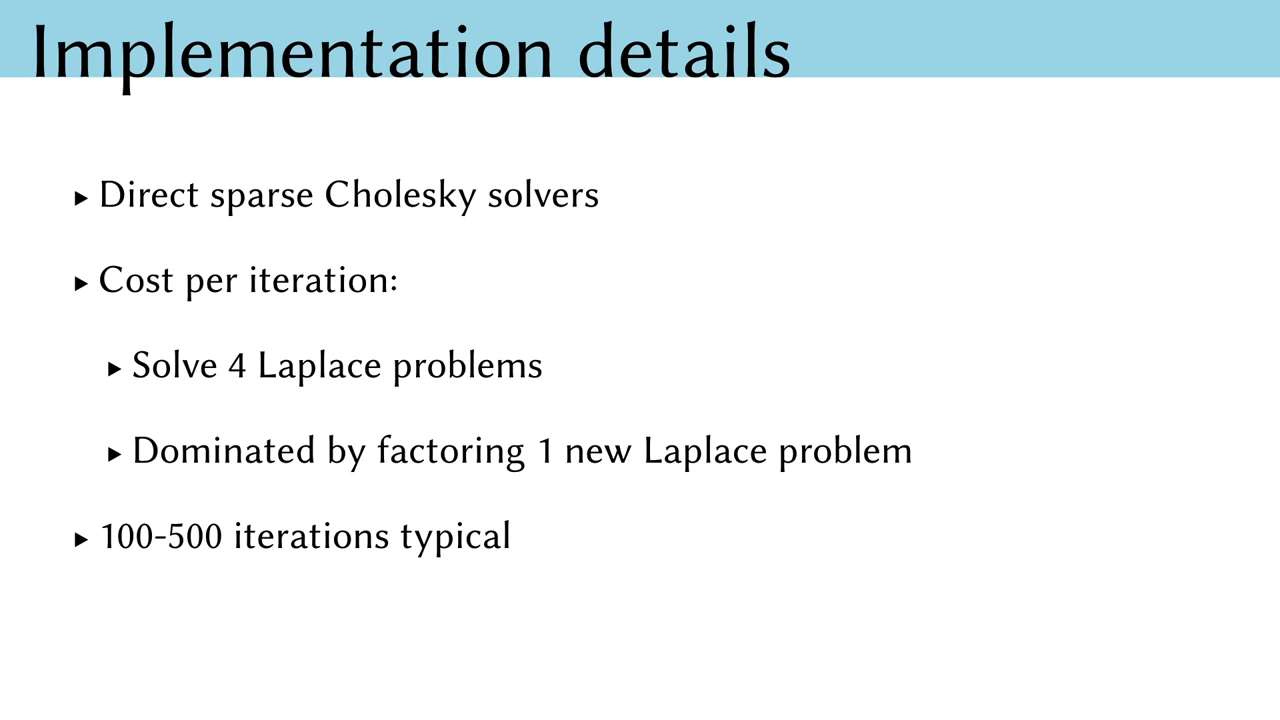 Implementation details
▸ Direct sparse Cholesky solvers
▸ Cost per iteration:
▸ Solve 4 Laplace problems
▸ Dominated by factoring 1 new Laplace problem
▸ 100-500 iterations typical